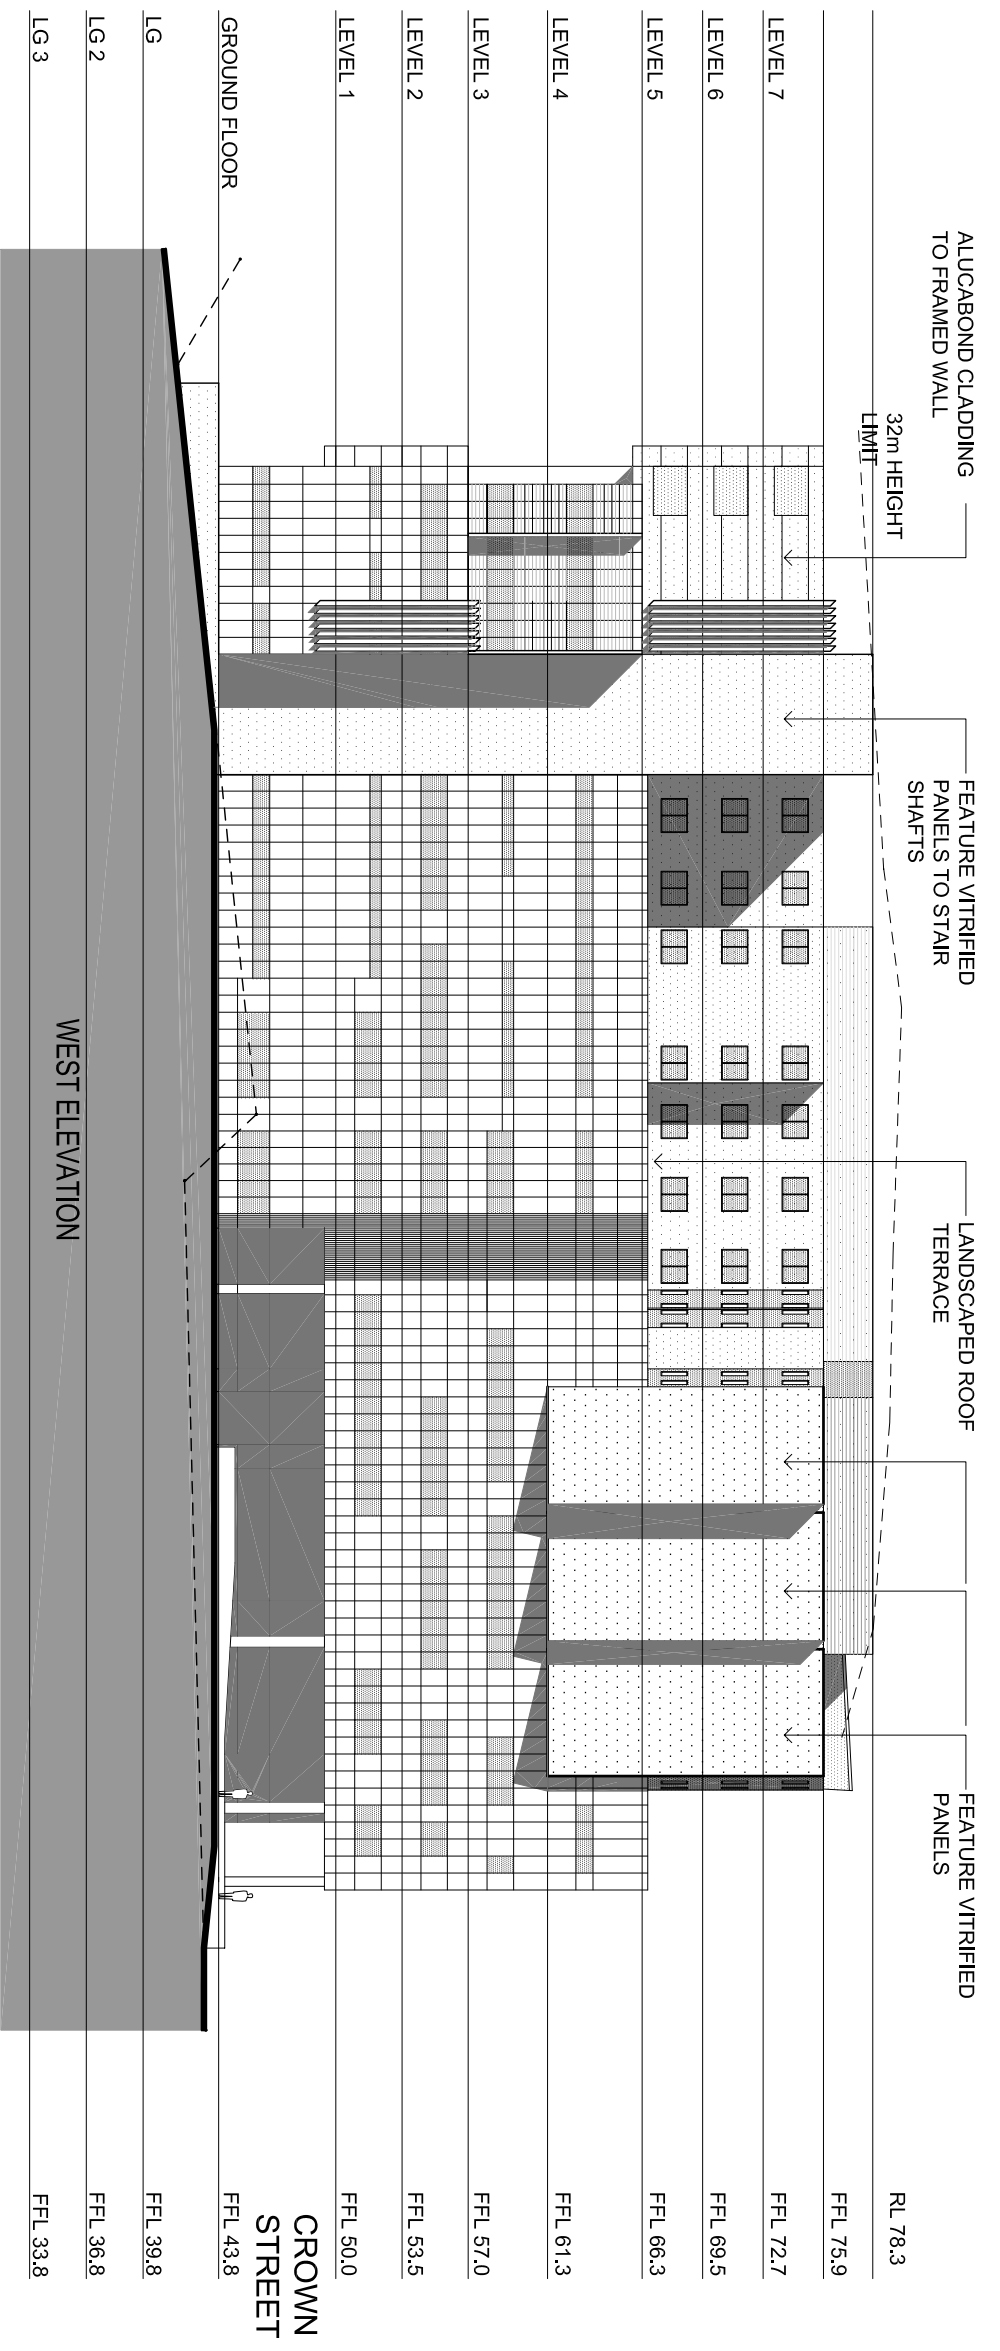 ALUCABOND CLADDING
TO FRAMED WALL
32m HEIGHT
LIMIT
FEATURE VITRIFIED
PANELS TO STAIR
SHAFTS
LANDSCAPED ROOF
TERRACE
FEATURE VITRIFIED
PANELS
RL 78.3
FFL 75.9
LEVEL 7
FFL 72.7
LEVEL 6
FFL 69.5
LEVEL 5
FFL 66.3
LEVEL 4
FFL 61.3
LEVEL 3
FFL 57.0
LEVEL 2
FFL 53.5
LEVEL 1
FFL 50.0
CROWN
STREET
GROUND FLOOR
FFL 43.8
LG
FFL 39.8
LG 2
FFL 36.8
LG 3
FFL 33.8
WEST ELEVATION